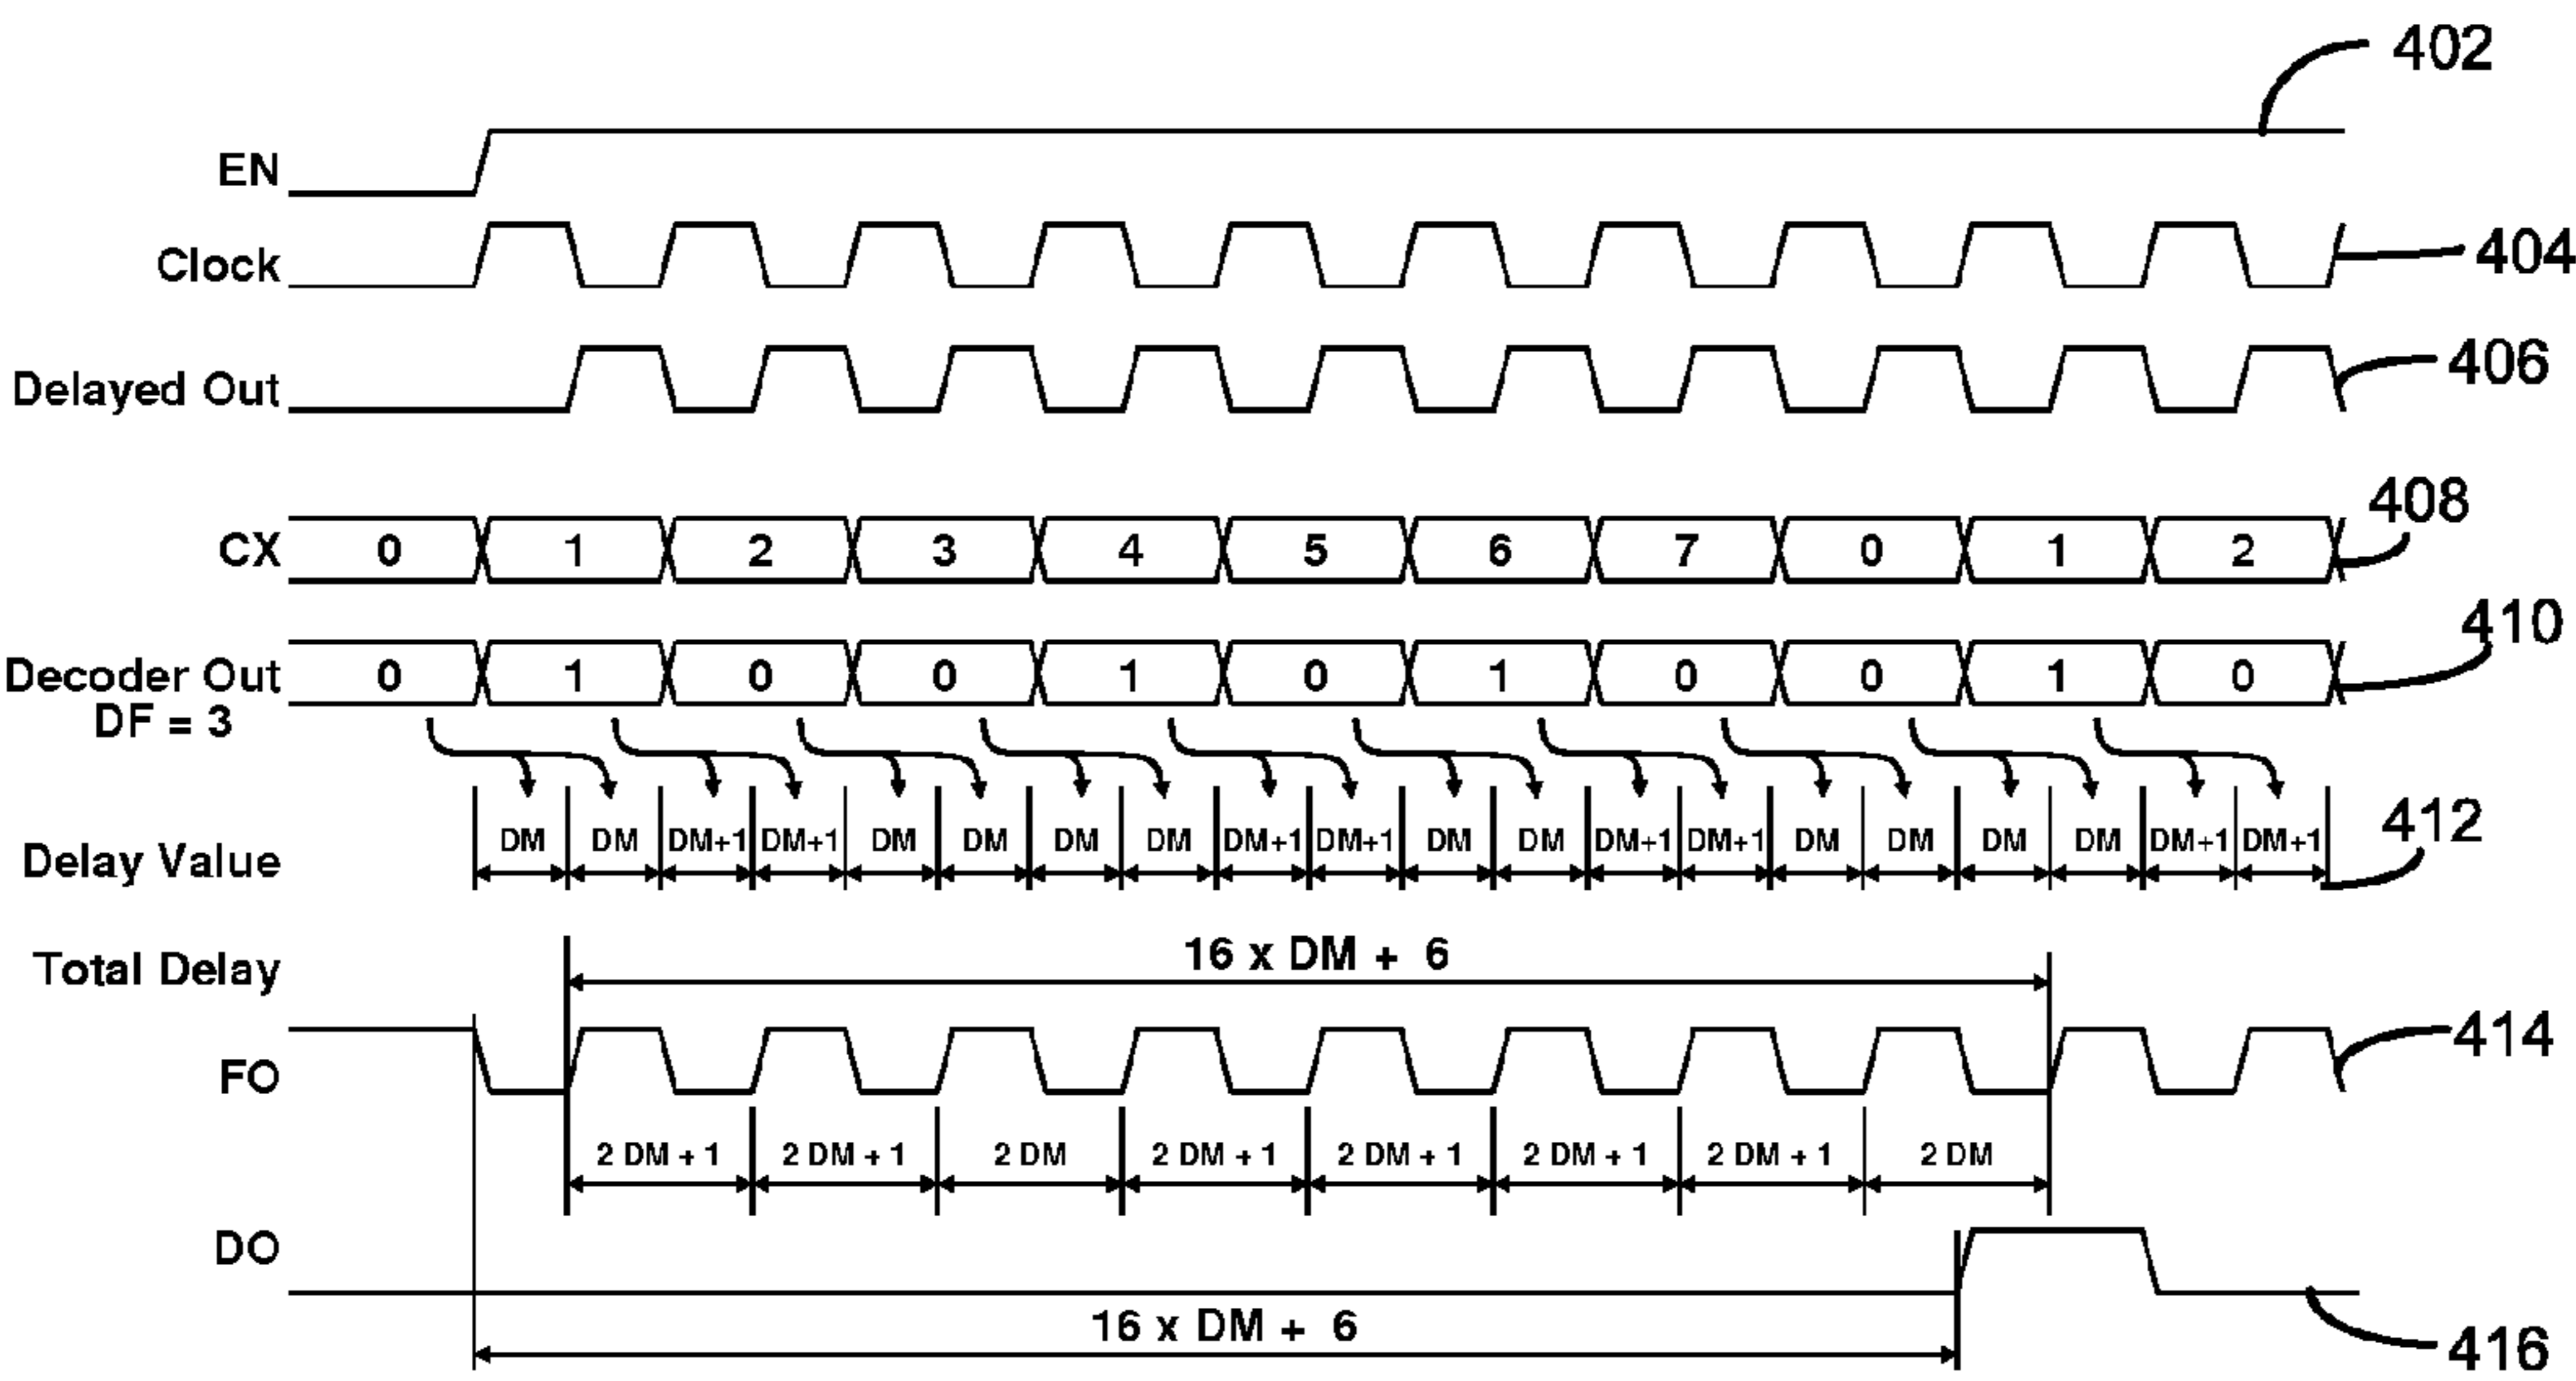 402
EN
Clock
404
Delayed Out
406
CX 0 1 2 3 4 5 6 7 0 1 2
408
Decoder Out 0 1 0 0 1 0 1 0 0 1 0
DF = 3
410
Delay Value DM DM DM+1 DM+1 DM DM DM DM DM+1 DM+1 DM DM DM+1 DM+1 DM DM DM DM DM+1 DM+1
412
Total Delay 16 x DM + 6
FO
414
2 DM + 1 2 DM + 1 2 DM 2 DM + 1 2 DM + 1 2 DM + 1 2 DM + 1 2 DM
DO
16 x DM + 6
416